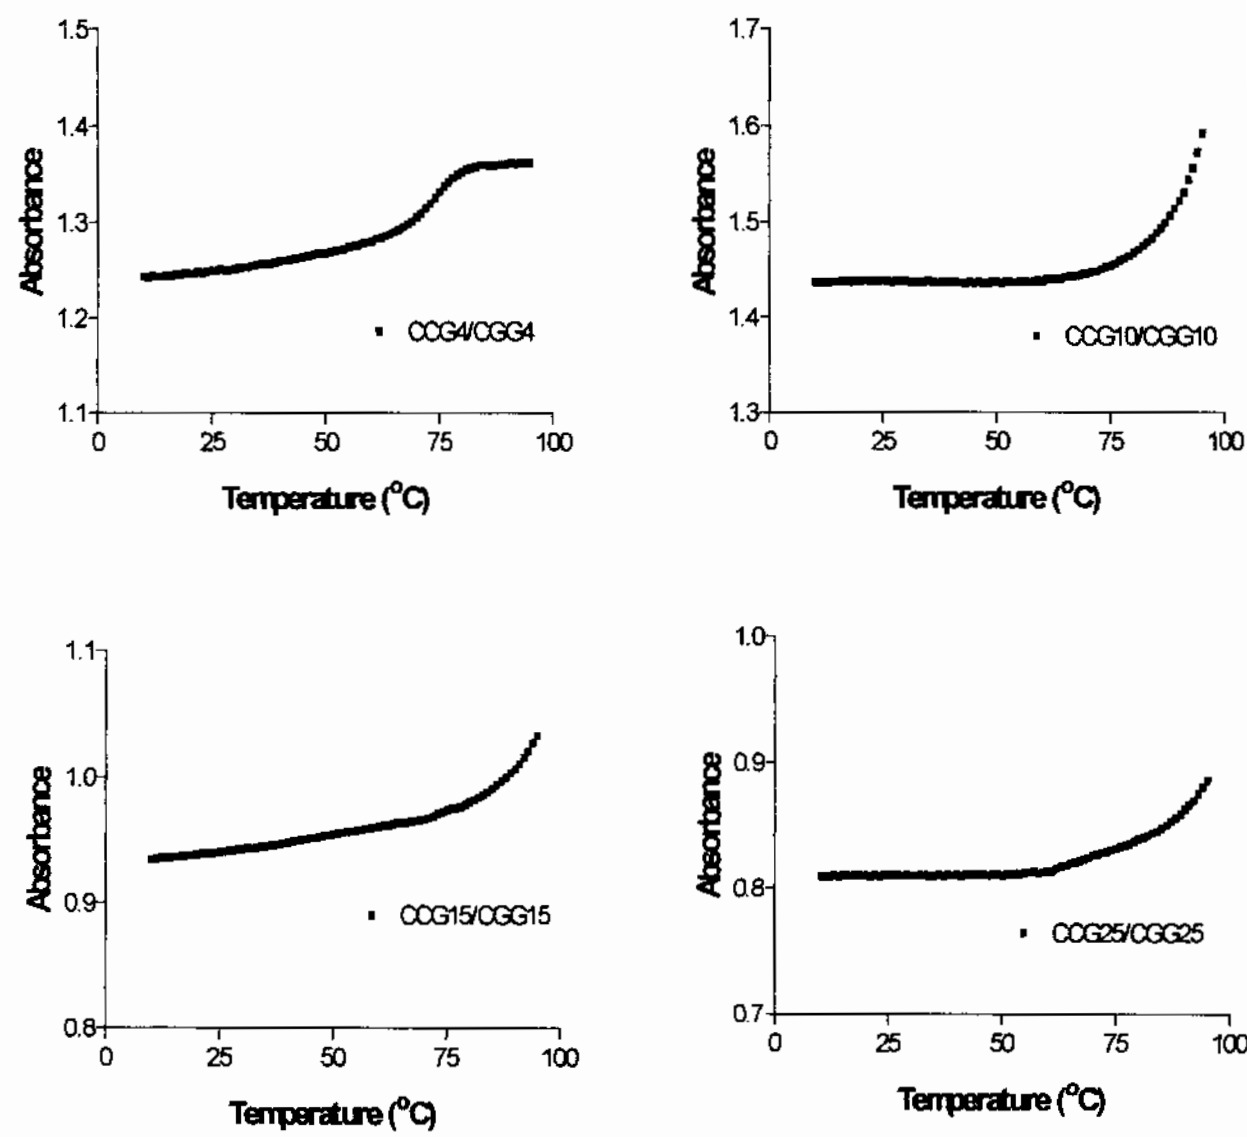 1.5
1.4
1.3
1.2
1.1
0 25 50 75 100
Absorbance
Temperature (°C)
CCG4/CGG4
1.7
1.6
1.5
1.4
1.3
0 25 50 75 100
Absorbance
Temperature (°C)
CCG10/CGG10
1.1
1.0
0.9
0.8
0 25 50 75 100
Absorbance
Temperature (°C)
CCG15/CGG15
1.0
0.9
0.8
0.7
0 25 50 75 100
Absorbance
Temperature (°C)
CCG25/CGG25